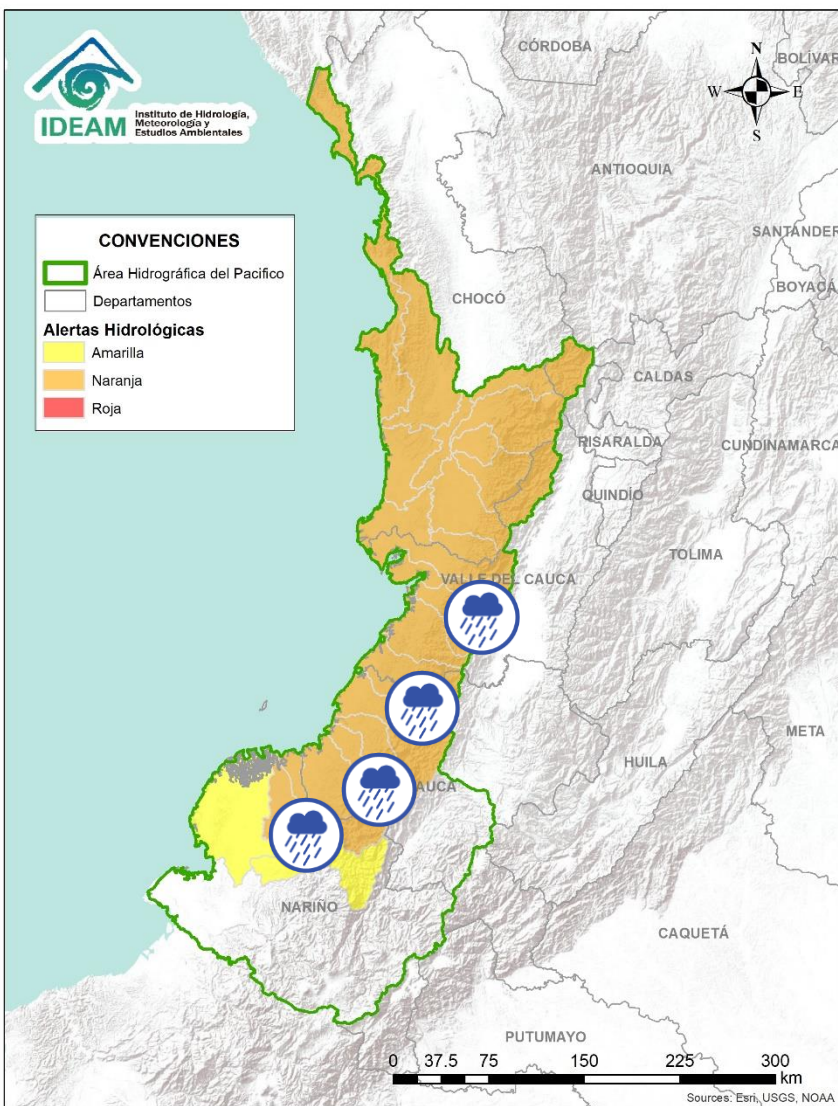 IDEAM
Instituto de Hidrología,
Meteorología y
Estudios Ambientales
N
W
E
S
CÓRDOBA
BOLÍVAR
ANTIOQUIA
SANTANDER
BOYACÁ
CONVENCIONES
Área Hidrográfica del Pacifico
Departamentos
Alertas Hidrológicas
Amarilla
Naranja
Roja
CHOCÓ
CALDAS
RISARALDA
CUNDINAMARCA
QUINDÍO
TOLIMA
VALLE DEL CAUCA
META
HUILA
AUCA
NARIÑO
CAQUETÁ
PUTUMAYO
0 37.5 75 150 225 300
km
Sources: Esri, USGS, NOAA